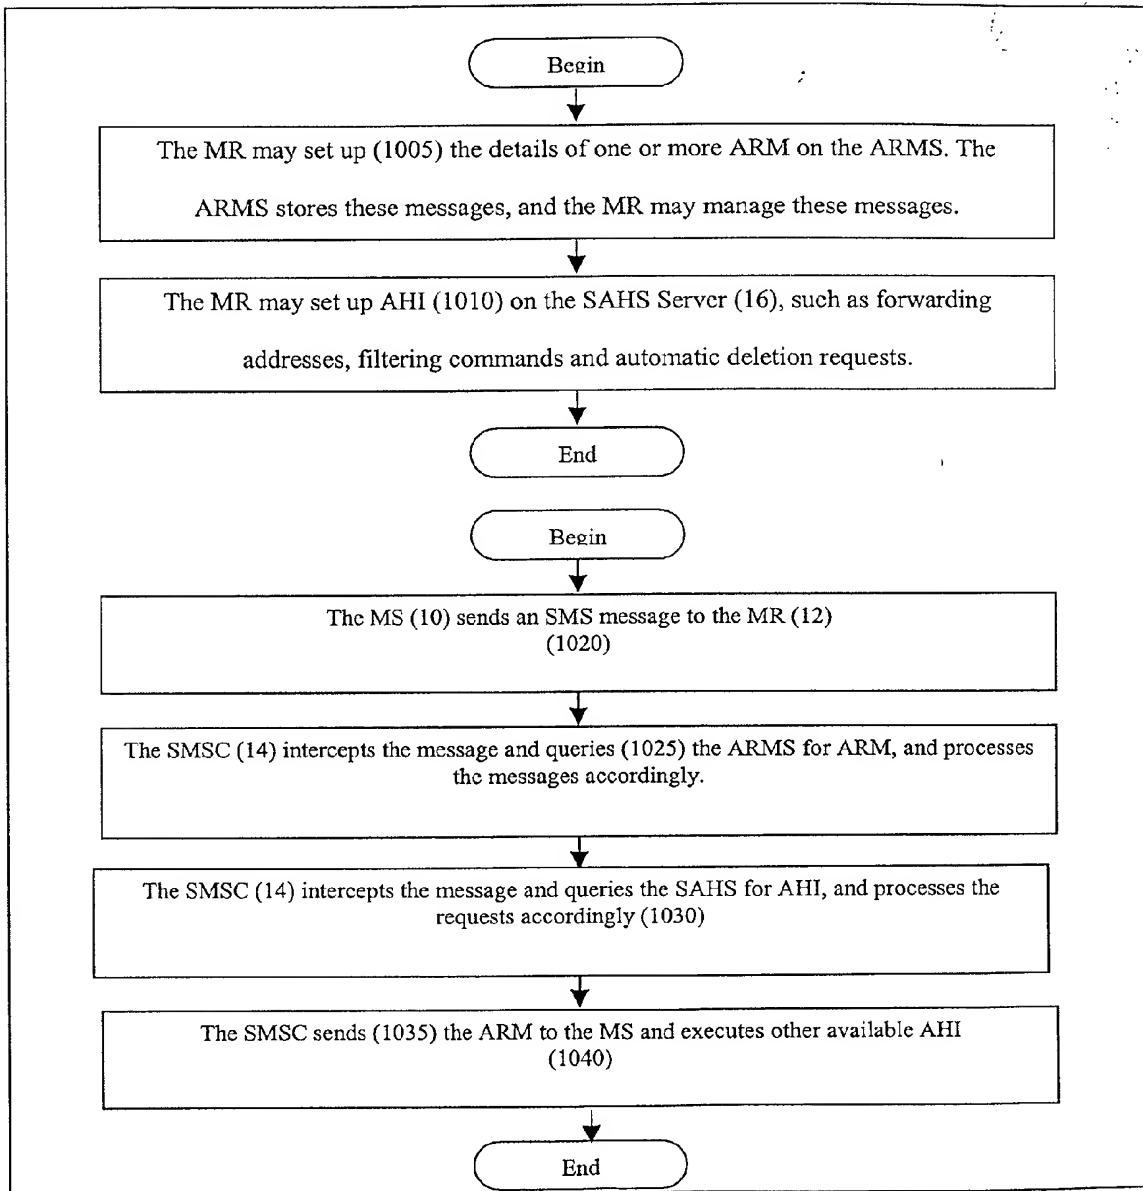 Begin
The MR may set up (1005) the details of one or more ARM on the ARMS. The
ARMS stores these messages, and the MR may manage these messages.
The MR may set up AHI (1010) on the SAHS Server (16), such as forwarding
addresses, filtering commands and automatic deletion requests.
End
Begin
The MS (10) sends an SMS message to the MR (12)
(1020)
The SMSC (14) intercepts the message and queries (1025) the ARMS for ARM, and processes
the messages accordingly.
The SMSC (14) intercepts the message and queries the SAHS for AHI, and processes the
requests accordingly (1030)
The SMSC sends (1035) the ARM to the MS and executes other available AHI
(1040)
End